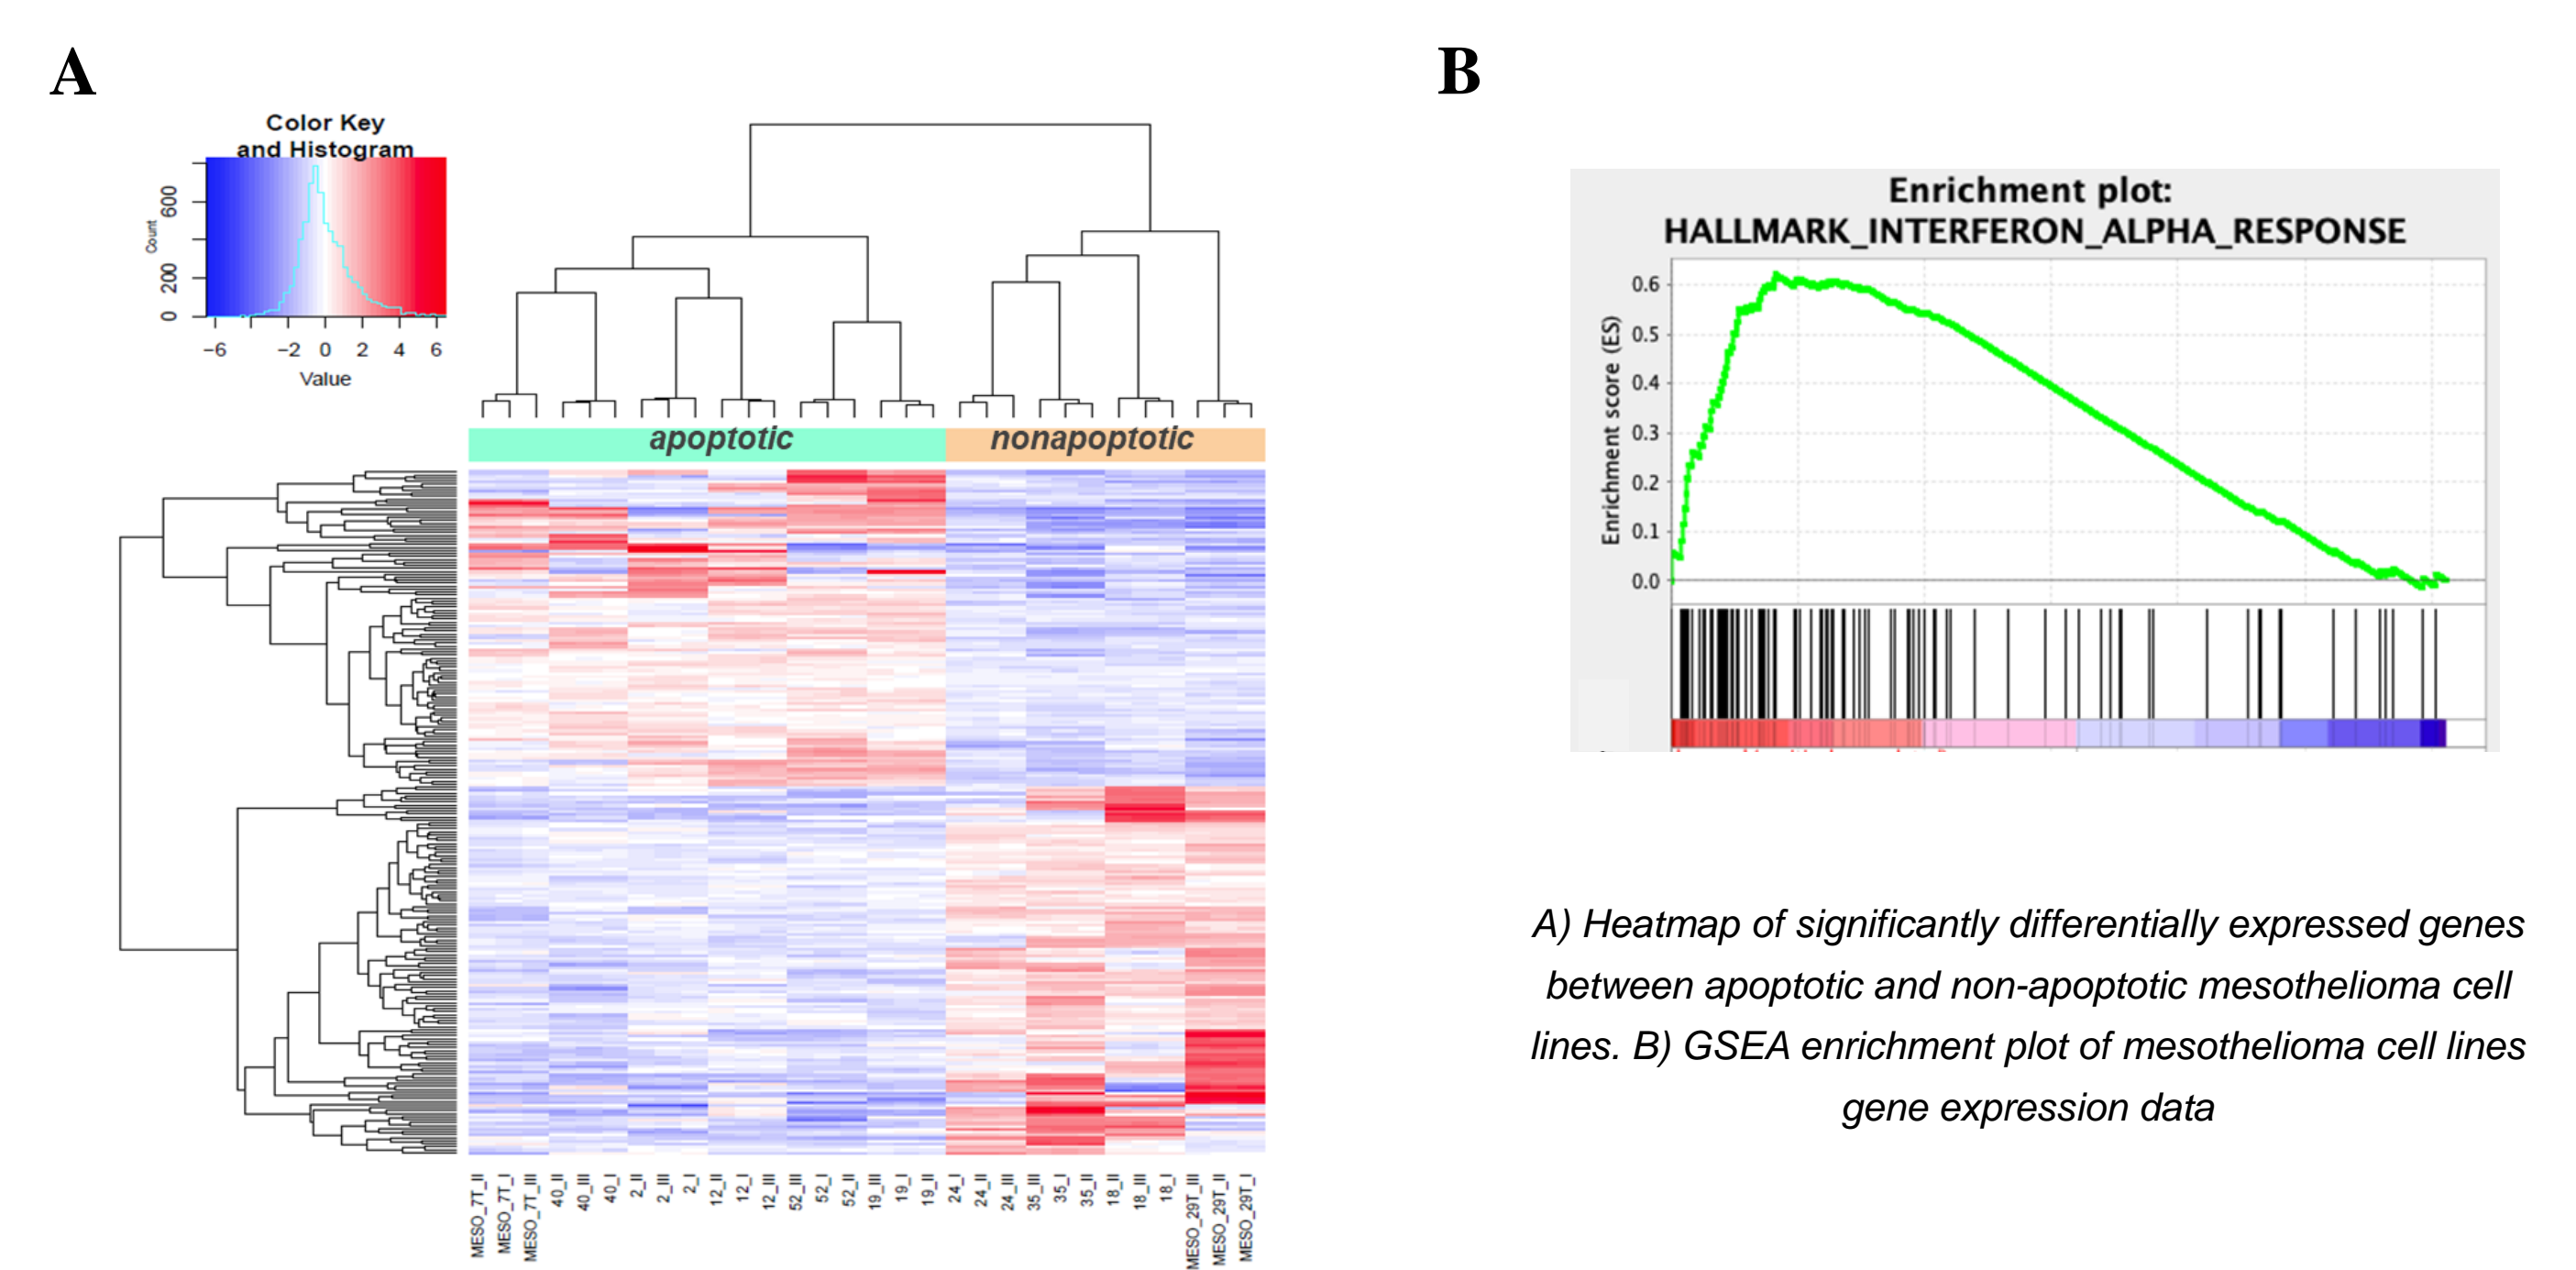 A
Color Key
and Histogram
Count
0
200
600
−6
−2
0
2
4
6
Value
apoptotic
nonapoptotic
MESO_7T_II
MESO_7T_I
MESO_7T_III
40_II
40_III
40_I
2_II
2_III
2_I
12_II
12_I
12_III
52_III
52_I
52_II
19_III
19_I
19_II
24_I
24_II
24_III
35_III
35_I
35_II
18_II
18_III
18_I
MESO_29T_III
MESO_29T_II
MESO_29T_I
B
Enrichment plot:
HALLMARK_INTERFERON_ALPHA_RESPONSE
Enrichment score (ES)
0.6
0.5
0.4
0.3
0.2
0.1
0.0
A) Heatmap of significantly differentially expressed genes
between apoptotic and non-apoptotic mesothelioma cell
lines. B) GSEA enrichment plot of mesothelioma cell lines
gene expression data